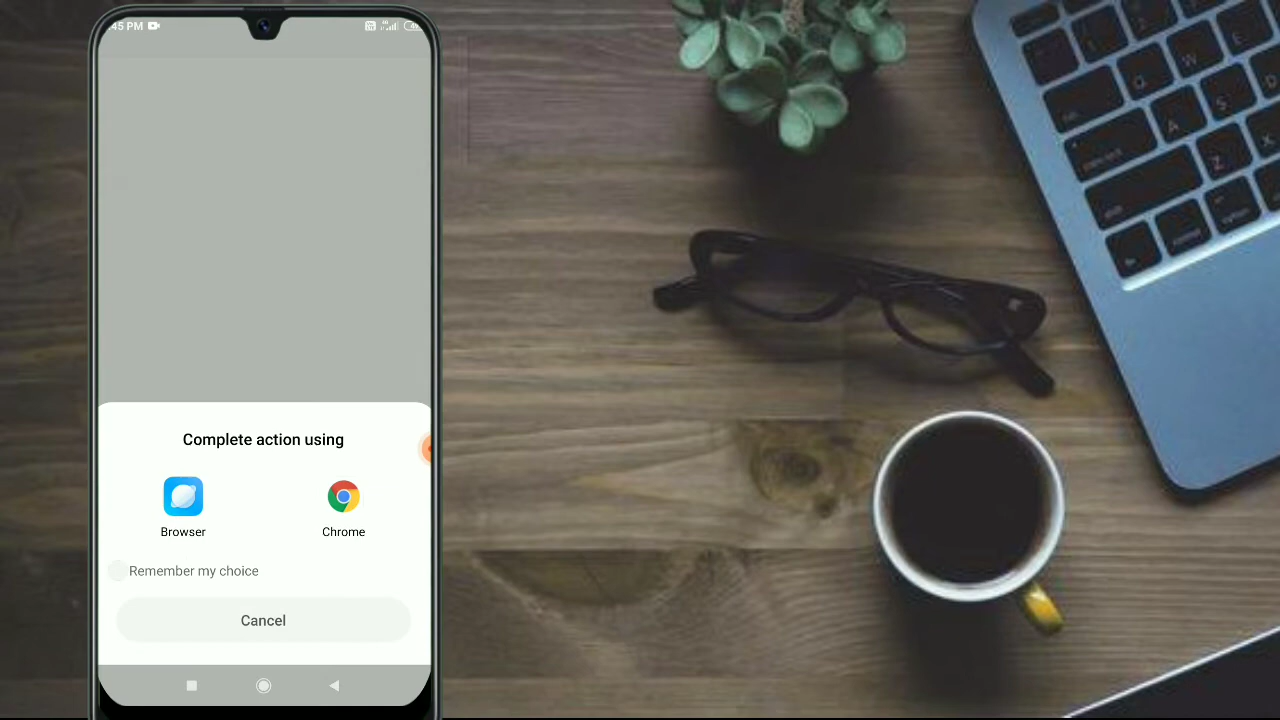 :45 PM
Complete action using
Browser
Chrome
Remember my choice
Cancel
Q
W
E
A
S
D
Z
X